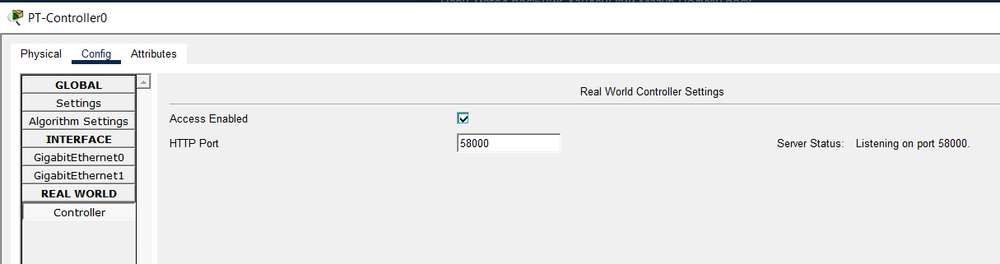 PT-Controller0
Physical Config Attributes
GLOBAL
Settings
Algorithm Settings
INTERFACE
GigabitEthernet0
GigabitEthernet1
REAL WORLD
Controller
Real World Controller Settings
Access Enabled
HTTP Port 58000 Server Status: Listening on port 58000.